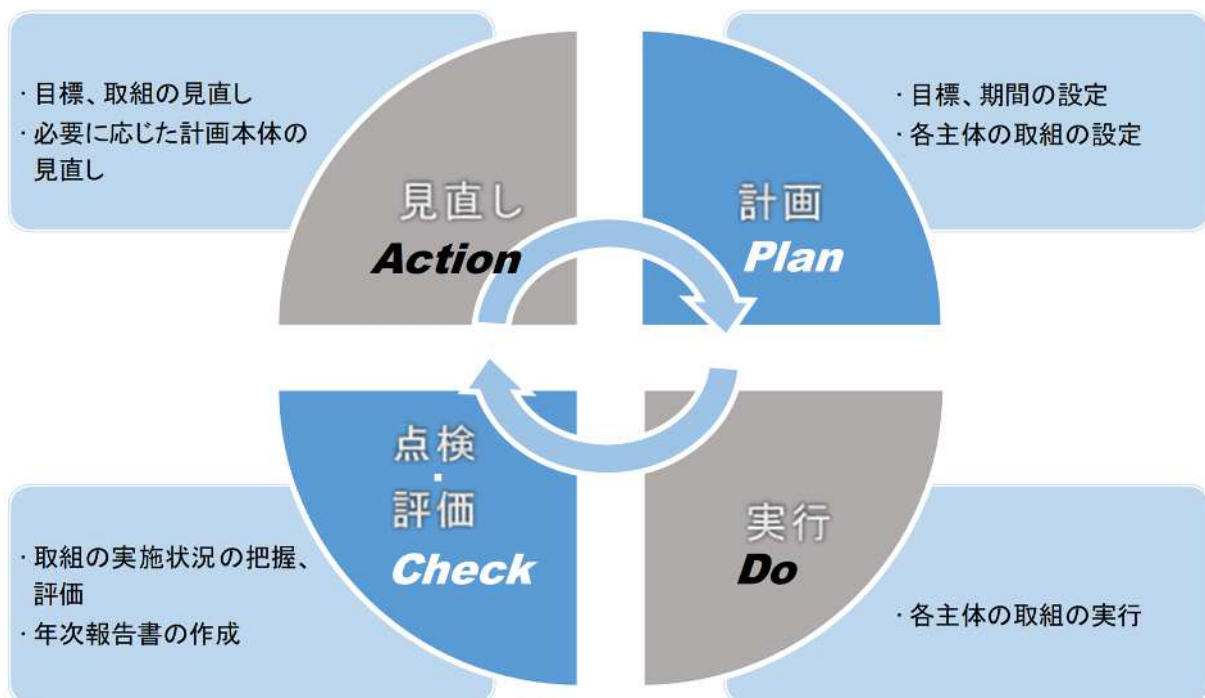 ・目標、取組の見直し
・必要に応じた計画本体の
見直し
見直し
Action
・目標、期間の設定
・各主体の取組の設定
計画
Plan
点検
・
評価
Check
・取組の実施状況の把握、
評価
・年次報告書の作成
実行
Do
・各主体の取組の実行